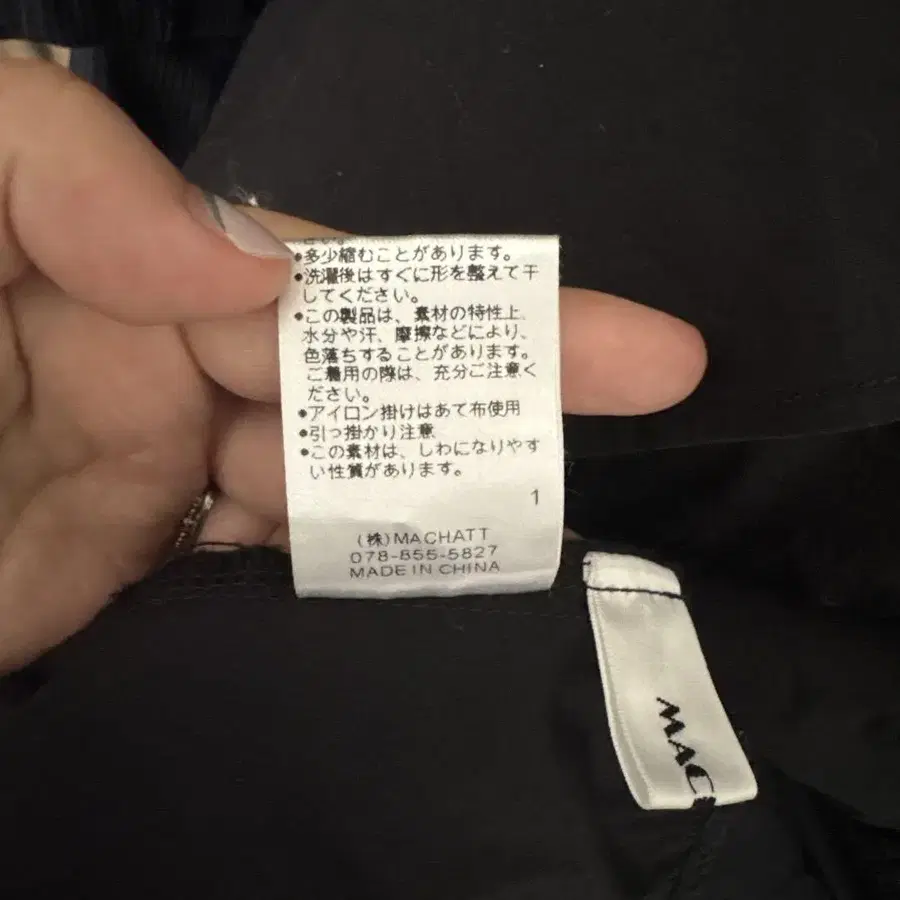 さい。
•多少縮むことがあります。
•洗濯後はすぐに形を整えて干
してください。
•この製品は、素材の特性上
水分や汗、摩擦などにより、
色落ちすることがあります。
ご着用の際は、充分ご注意く
ださい。
•アイロン掛けはあて布使用
•引っ掛かり注意
•この素材は、しわになりやす
い性質があります。
1
(株)MACHATT
078-855-5827
MADE IN CHINA
MAC